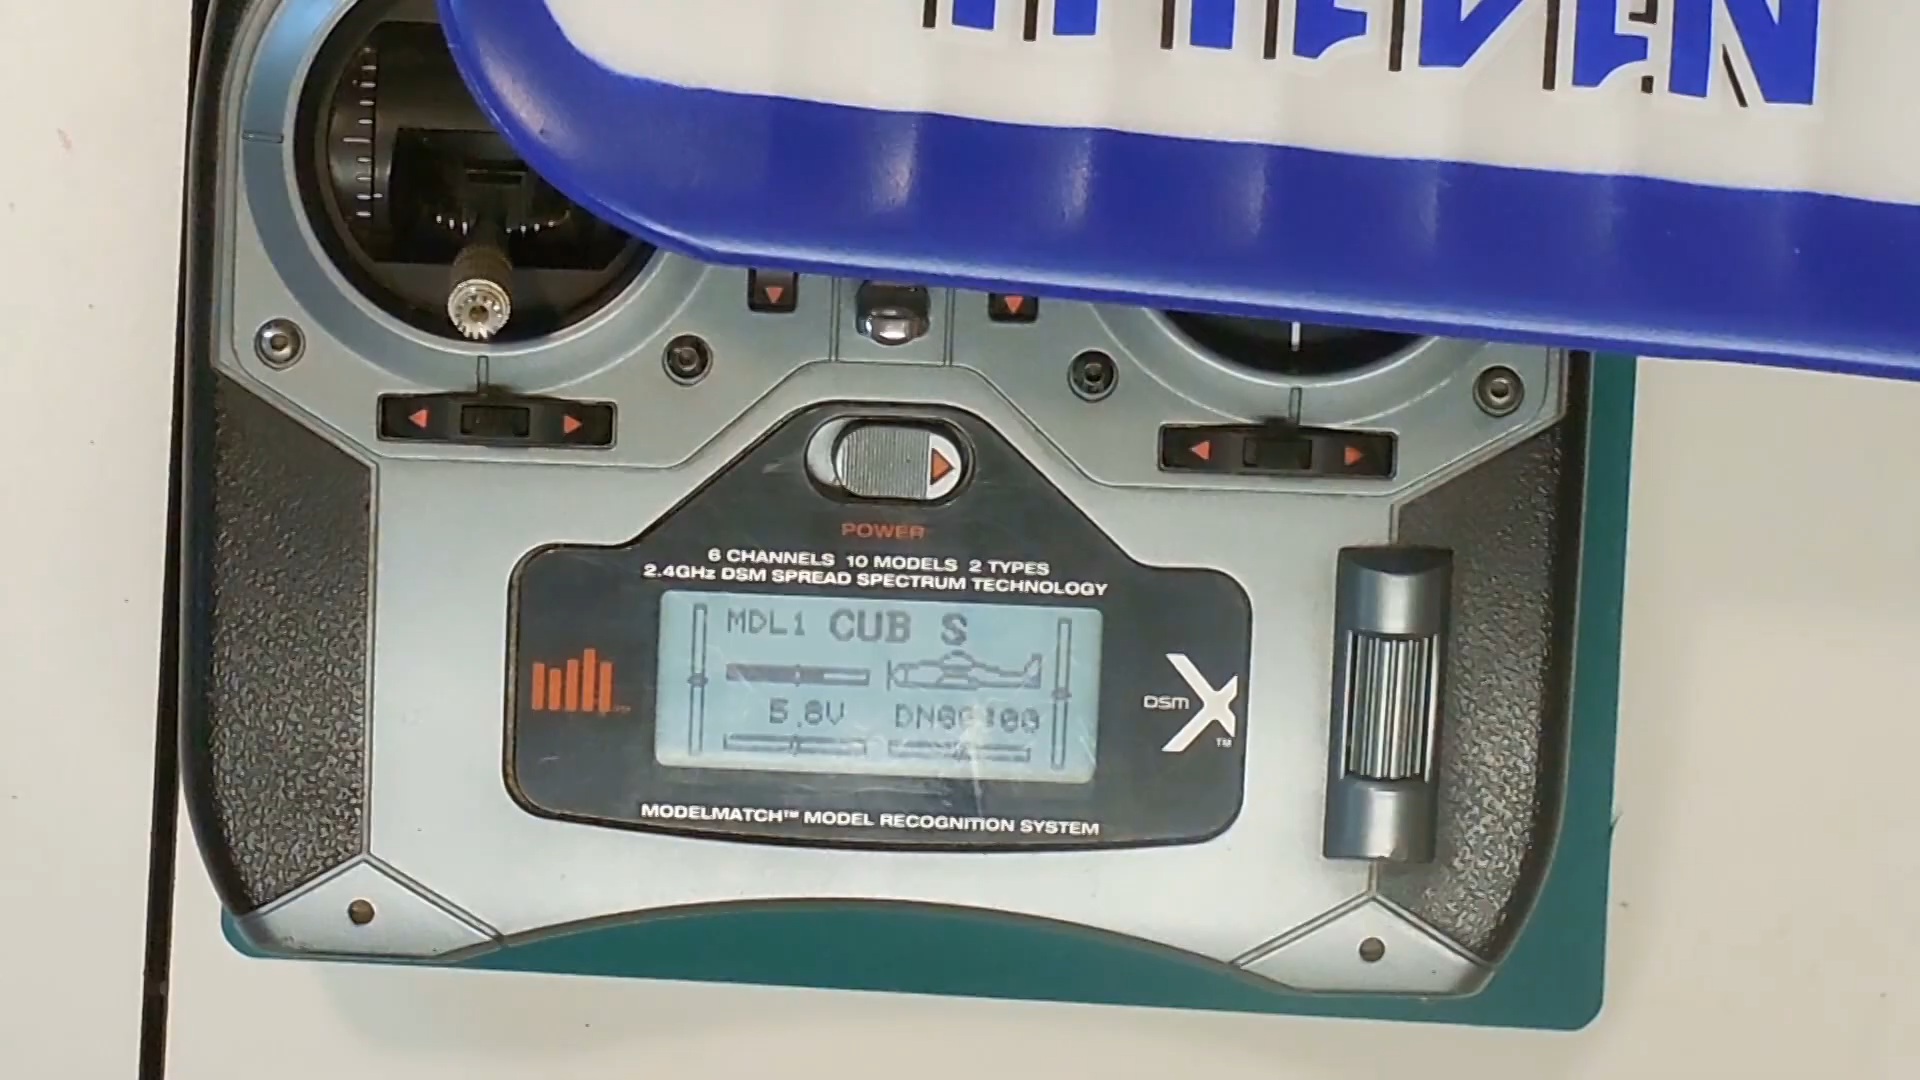 POWER
6 CHANNELS 10 MODELS 2 TYPES
2.4GHz DSM SPREAD SPECTRUM TECHNOLOGY
MDL1 CUB S
5.8V
DSM X™
MODELMATCH™ MODEL RECOGNITION SYSTEM